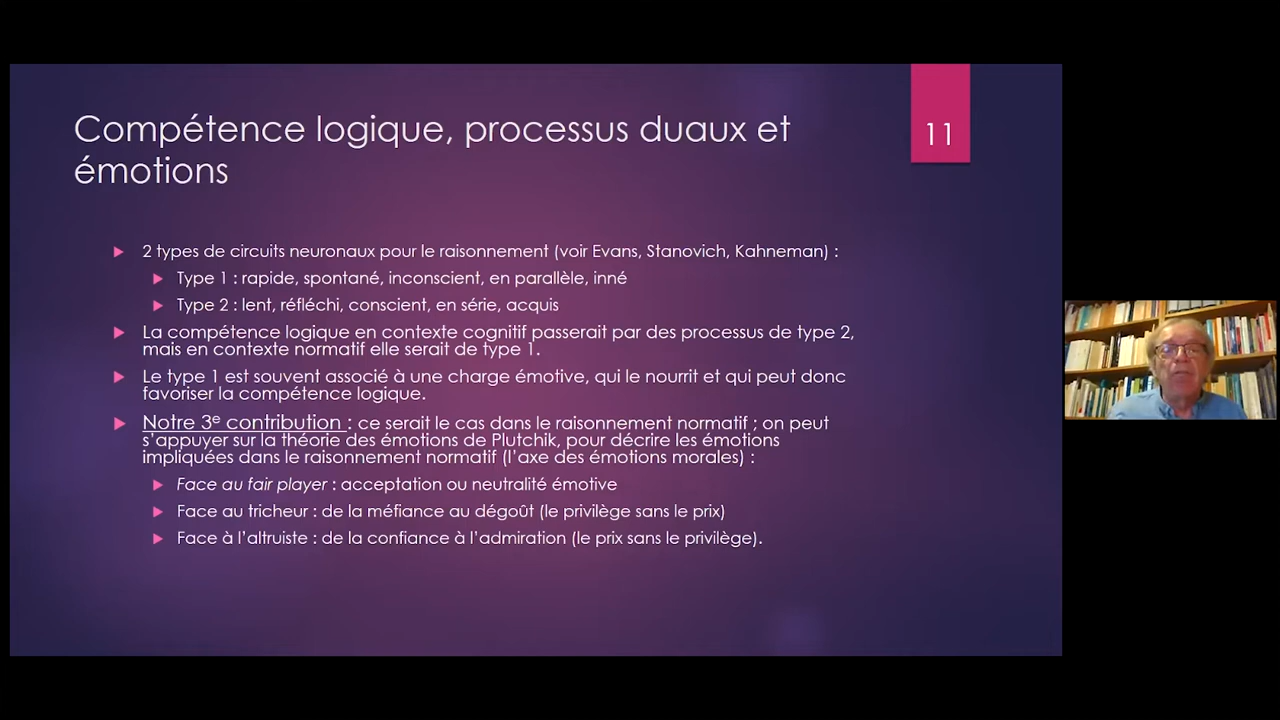 Compétence logique, processus duaux et
émotions
11
2 types de circuits neuronaux pour le raisonnement (voir Evans, Stanovich, Kahneman) :
Type 1 : rapide, spontané, inconscient, en parallèle, inné
Type 2 : lent, réfléchi, conscient, en série, acquis
La compétence logique en contexte cognitif passerait par des processus de type 2,
mais en contexte normatif elle serait de type 1.
Le type 1 est souvent associé à une charge émotive, qui le nourrit et qui peut donc
favoriser la compétence logique.
Notre 3e contribution : ce serait le cas dans le raisonnement normatif ; on peut
s'appuyer sur la théorie des émotions de Plutchik, pour décrire les émotions
impliquées dans le raisonnement normatif (l'axe des émotions morales) :
Face au fair player : acceptation ou neutralité émotive
Face au tricheur : de la méfiance au dégoût (le privilège sans le prix)
Face à l'altruiste : de la confiance à l'admiration (le prix sans le privilège).